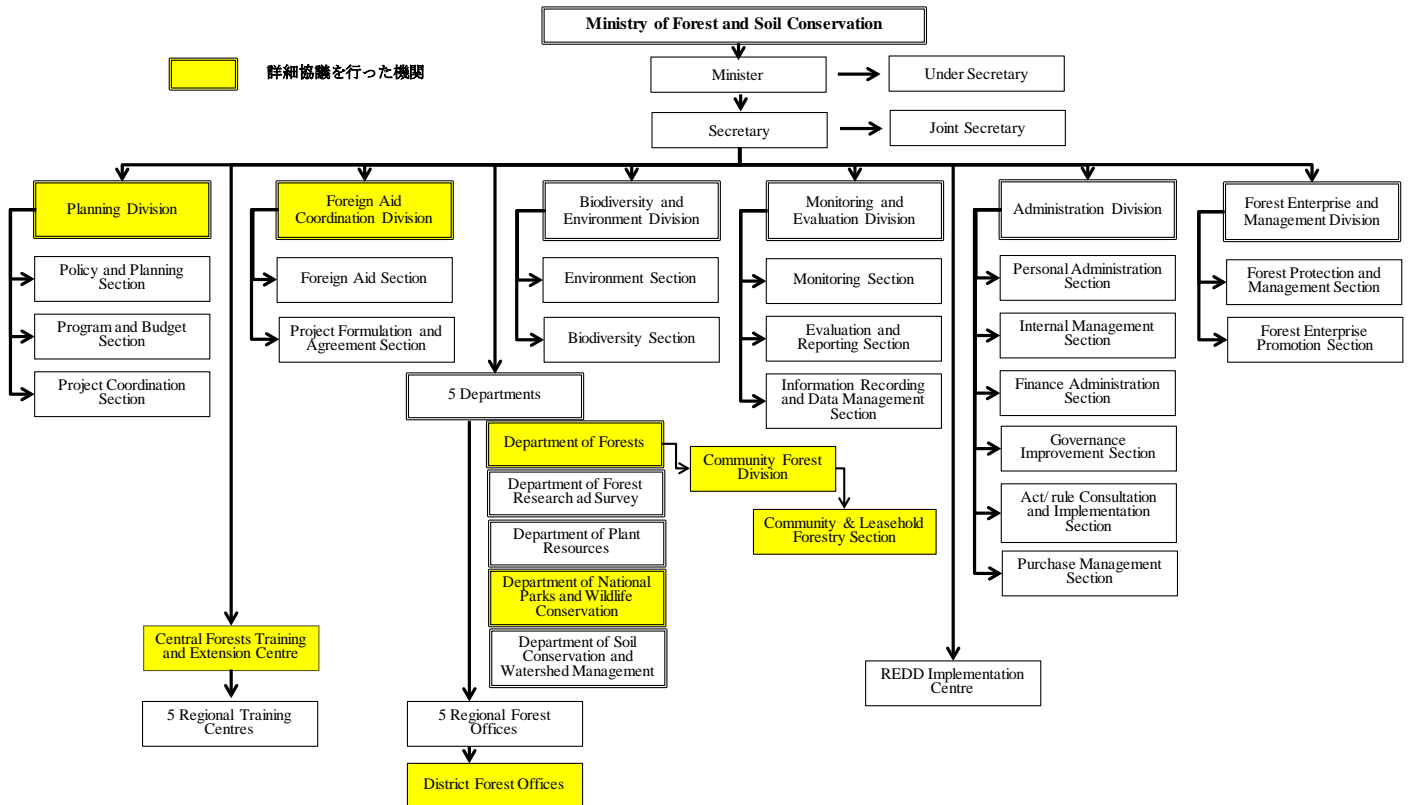 Ministry of Forest and Soil Conservation
詳細協議を行った機関
Minister
Under Secretary
Secretary
Joint Secretary
Planning Division
Policy and Planning
Section
Program and Budget
Section
Project Coordination
Section
Foreign Aid
Coordination Division
Foreign Aid Section
Project Formulation and
Agreement Section
Biodiversity and
Environment Division
Environment Section
Biodiversity Section
Monitoring and
Evaluation Division
Monitoring Section
Evaluation and
Reporting Section
Information Recording
and Data Management
Section
Administration Division
Personal Administration
Section
Internal Management
Section
Finance Administration
Section
Governance
Improvement Section
Act/ rule Consultation
and Implementation
Section
Purchase Management
Section
Forest Enterprise and
Management Division
Forest Protection and
Management Section
Forest Enterprise
Promotion Section
5 Departments
Department of Forests
Community Forest
Division
Community & Leasehold
Forestry Section
Department of Forest
Research ad Survey
Department of Plant
Resources
Department of National
Parks and Wildlife
Conservation
Department of Soil
Conservation and
Watershed Management
Central Forests Training
and Extension Centre
5 Regional Training
Centres
5 Regional Forest
Offices
District Forest Offices
REDD Implementation
Centre